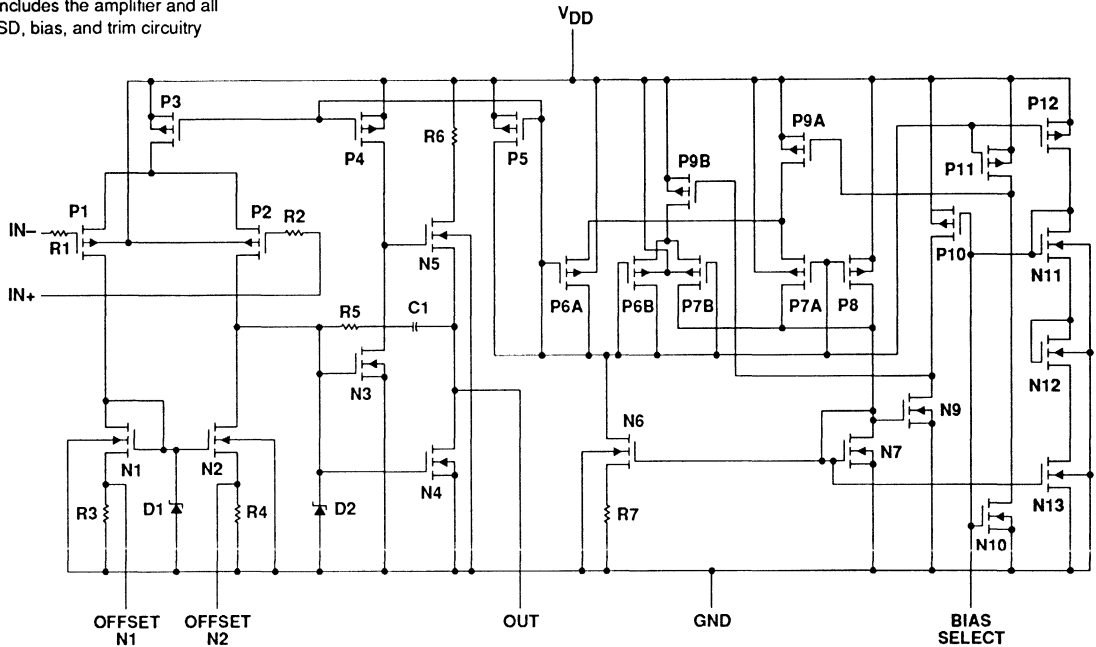 ncludes the amplifier and all
SD, bias, and trim circuitry
VDD
P3
P4
R6
P5
P9A
P12
P9B
P11
P1
P2
R2
IN–
R1
N5
P10
N11
IN+
R5
C1
P6A
P6B
P7B
P7A
P8
N3
N12
N1
N2
N4
N6
N7
N9
R3
D1
R4
D2
R7
N13
N10
OFFSET
N1
OFFSET
N2
OUT
GND
BIAS
SELECT